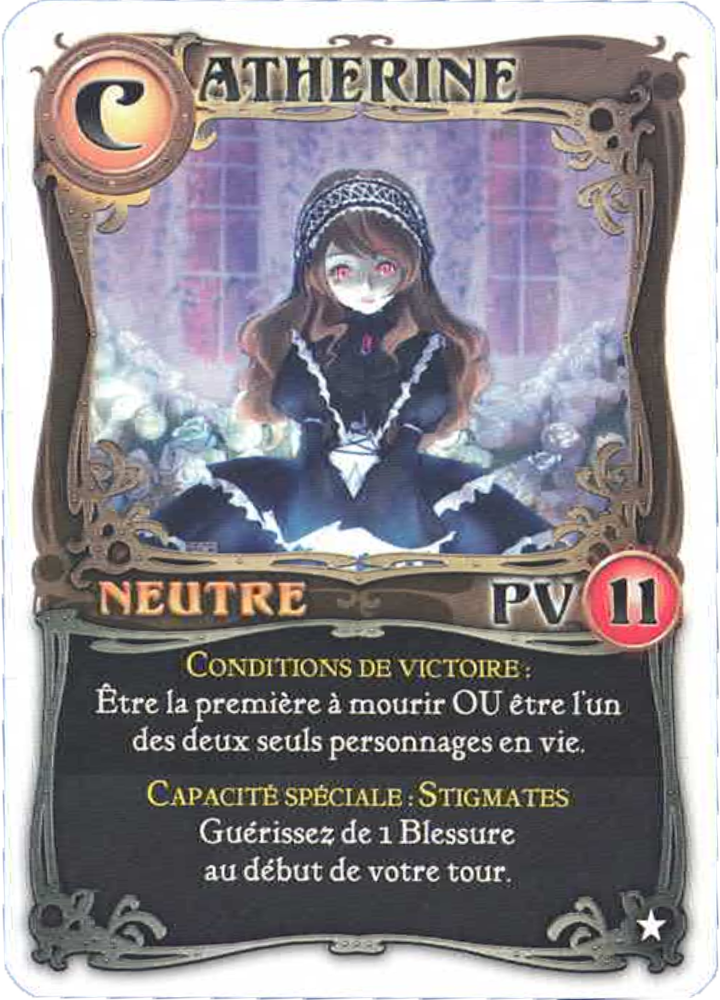 CATHERINE
NEUTRE PV 11
CONDITIONS DE VICTOIRE :
Être la première à mourir OU être l'un
des deux seuls personnages en vie.
CAPACITÉ SPÉCIALE : STIGMATES
Guérissez de 1 Blessure
au début de votre tour.